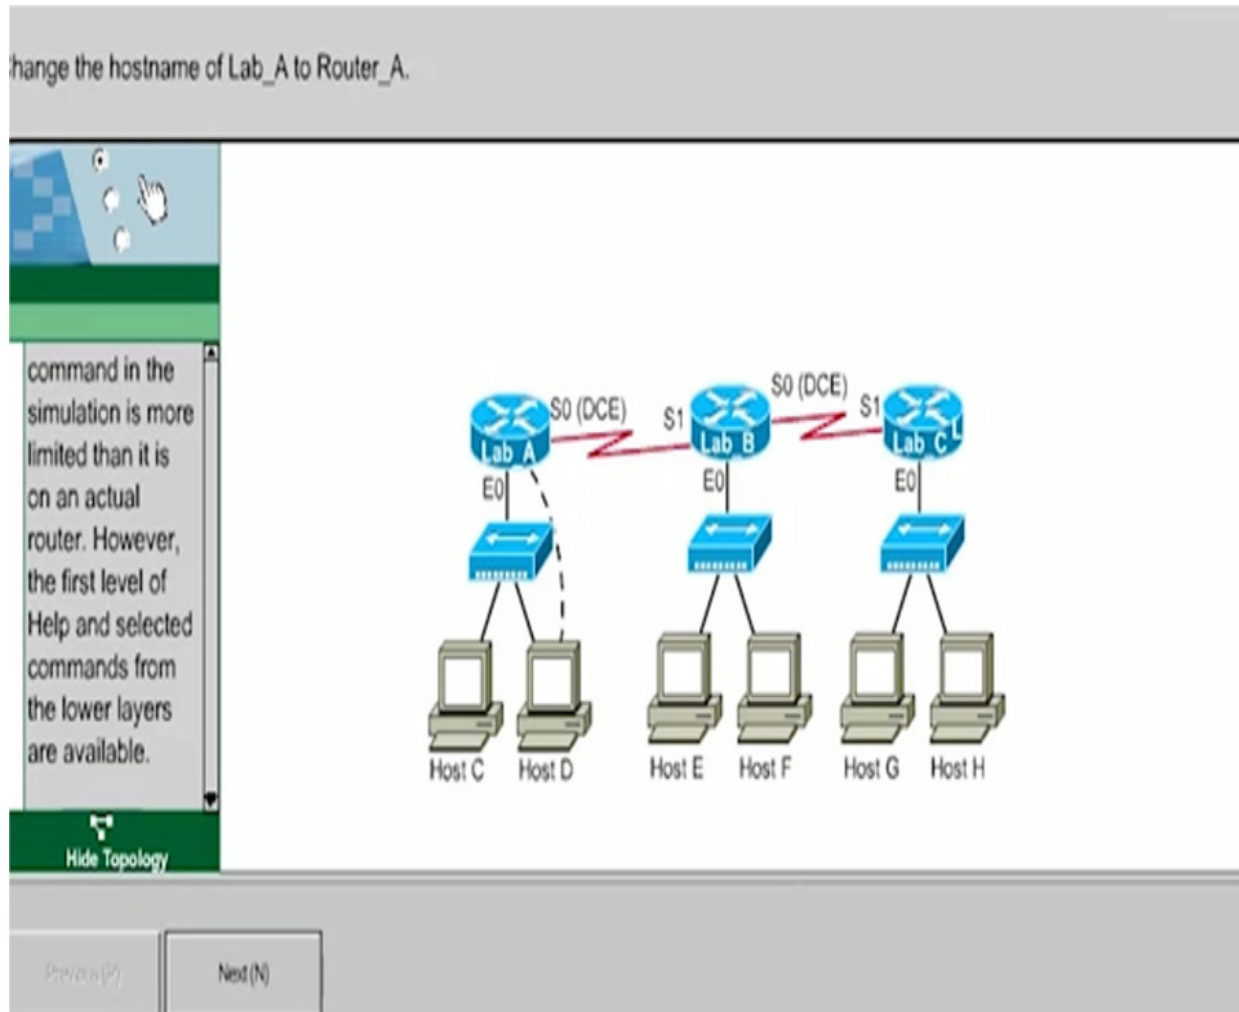 hange the hostname of Lab_A to Router_A.
command in the
simulation is more
limited than it is
on an actual
router. However,
the first level of
Help and selected
commands from
the lower layers
are available.
Hide Topology
S0 (DCE)
S1
S0 (DCE)
S1
Lab A
Lab B
Lab C
E0
E0
E0
Host C
Host D
Host E
Host F
Host G
Host H
Previous(P)
Next (N)